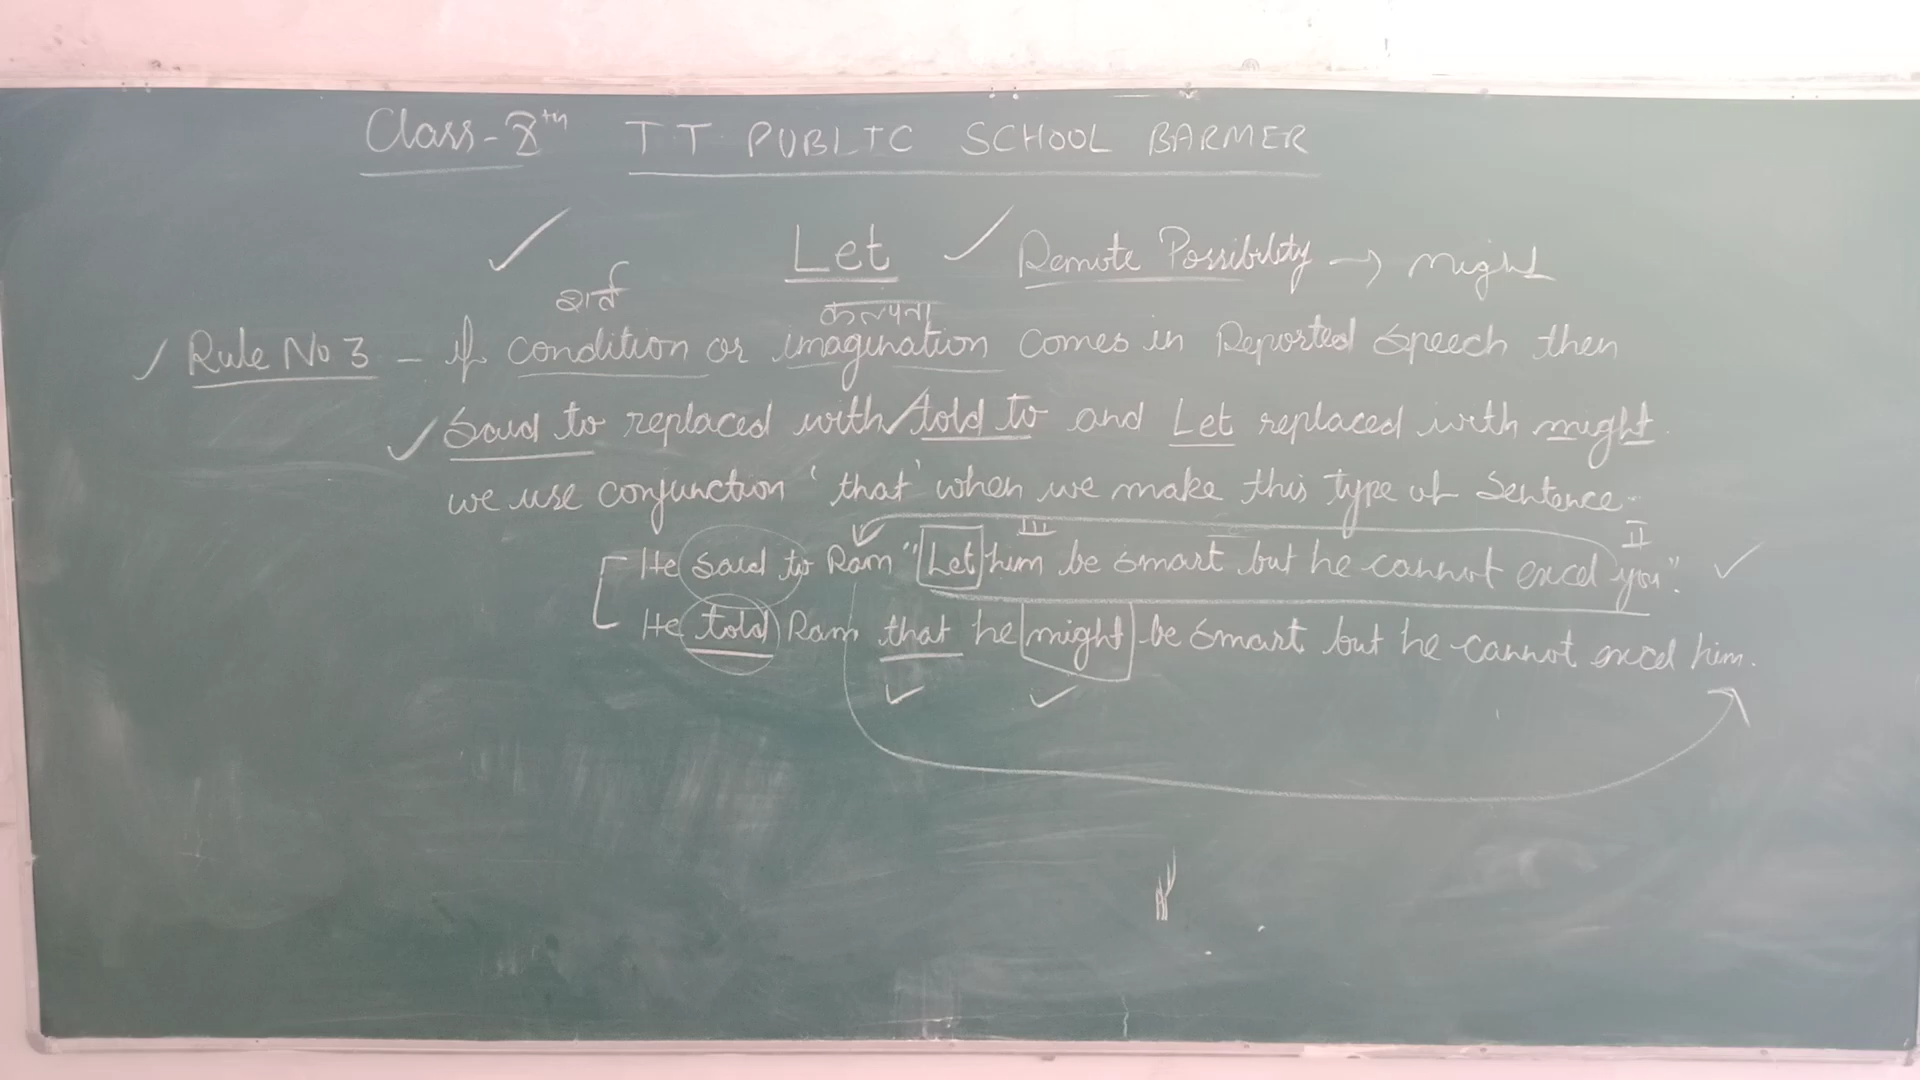 Class-8th TT PUBLIC SCHOOL BARMER
Let Remote Possibility → might
शर्त कल्पना
Rule No 3 - if condition or imagination comes in Reported speech then
Said to replaced with told to and Let replaced with might.
we use conjunction 'that' when we make this type of Sentence.
III II
He said to Ram "Let him be smart but he cannot excel you".
He told Ram that he might be smart but he cannot excel him.